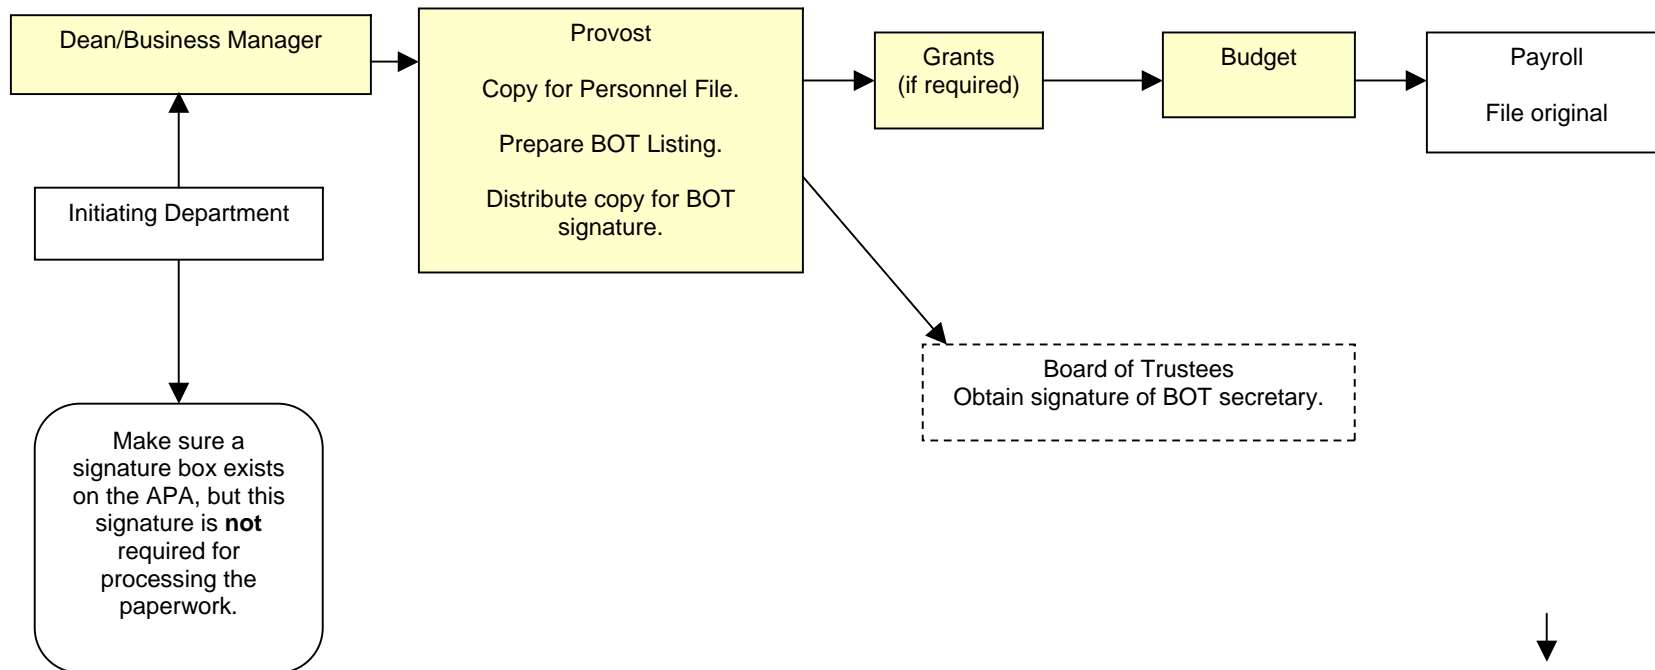 Dean/Business Manager
Provost
Copy for Personnel File.
Prepare BOT Listing.
Distribute copy for BOT
signature.
Grants
(if required)
Budget
Payroll
File original
Initiating Department
Board of Trustees
Obtain signature of BOT secretary.
Make sure a
signature box exists
on the APA, but this
signature is not
required for
processing the
paperwork.